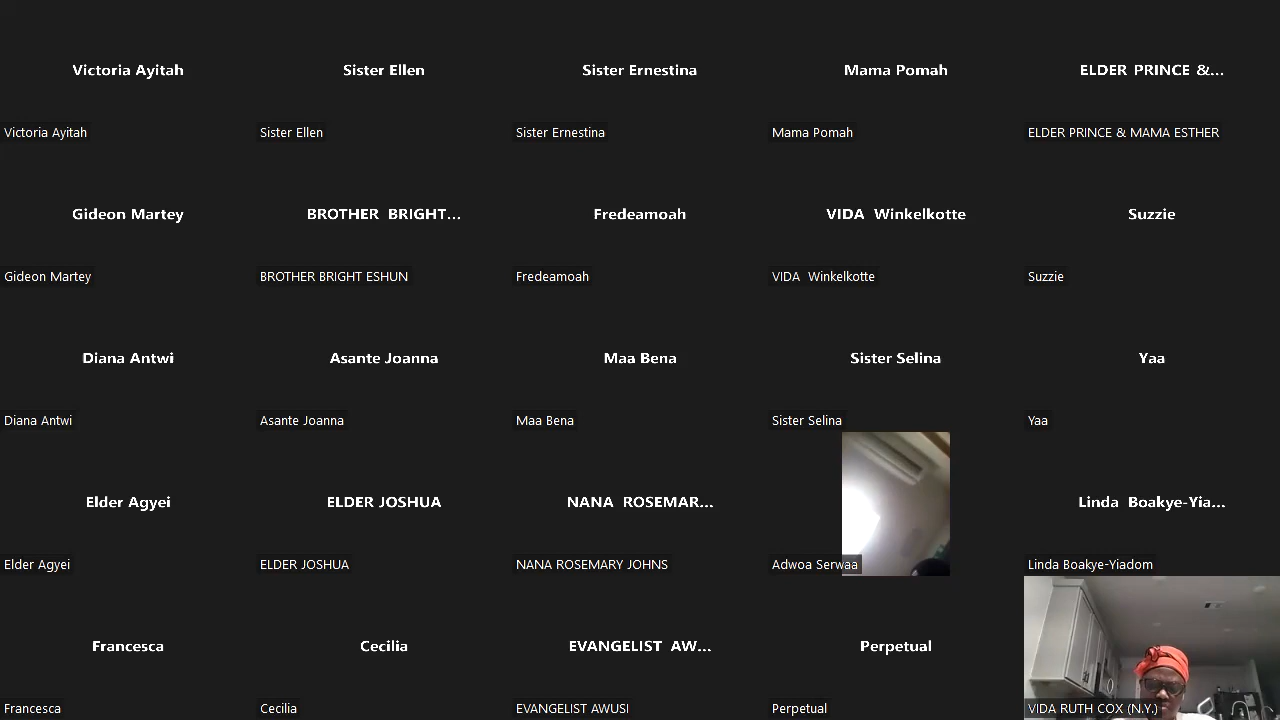 Victoria Ayitah
Sister Ellen
Sister Ernestina
Mama Pomah
ELDER PRINCE &...
Victoria Ayitah
Sister Ellen
Sister Ernestina
Mama Pomah
ELDER PRINCE & MAMA ESTHER
Gideon Martey
BROTHER BRIGHT...
Fredeamoah
VIDA Winkelkotte
Suzzie
Gideon Martey
BROTHER BRIGHT ESHUN
Fredeamoah
VIDA Winkelkotte
Suzzie
Diana Antwi
Asante Joanna
Maa Bena
Sister Selina
Yaa
Diana Antwi
Asante Joanna
Maa Bena
Sister Selina
Yaa
Elder Agyei
ELDER JOSHUA
NANA ROSEMAR...
Linda Boakye-Yia...
Elder Agyei
ELDER JOSHUA
NANA ROSEMARY JOHNS
Adwoa Serwaa
Linda Boakye-Yiadom
Francesca
Cecilia
EVANGELIST AW...
Perpetual
Francesca
Cecilia
EVANGELIST AWUSI
Perpetual
VIDA RUTH COX (N.Y.)